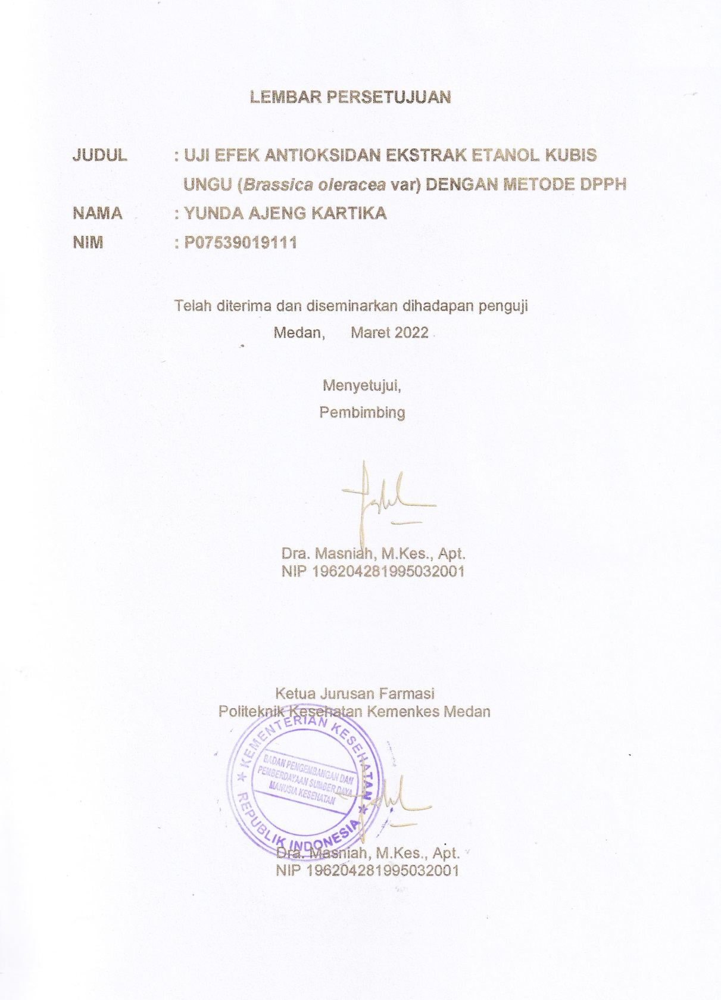 LEMBAR PERSETUJUAN
JUDUL : UJI EFEK ANTIOKSIDAN EKSTRAK ETANOL KUBIS
UNGU (Brassica oleracea var) DENGAN METODE DPPH
NAMA : YUNDA AJENG KARTIKA
NIM : P07539019111
Telah diterima dan diseminarkan dihadapan penguji
Medan, Maret 2022
Menyetujui,
Pembimbing
Dra. Masniah, M.Kes., Apt.
NIP 196204281995032001
Ketua Jurusan Farmasi
Politeknik Kesehatan Kemenkes Medan
KEMENTERIAN KESEHATAN
BADAN PENGEMBANGAN DAN
PEMBERDAYAAN SUMBER DAYA
MANUSIA KESEHATAN
REPUBLIK INDONESIA
Dra. Masniah, M.Kes., Apt.
NIP 196204281995032001